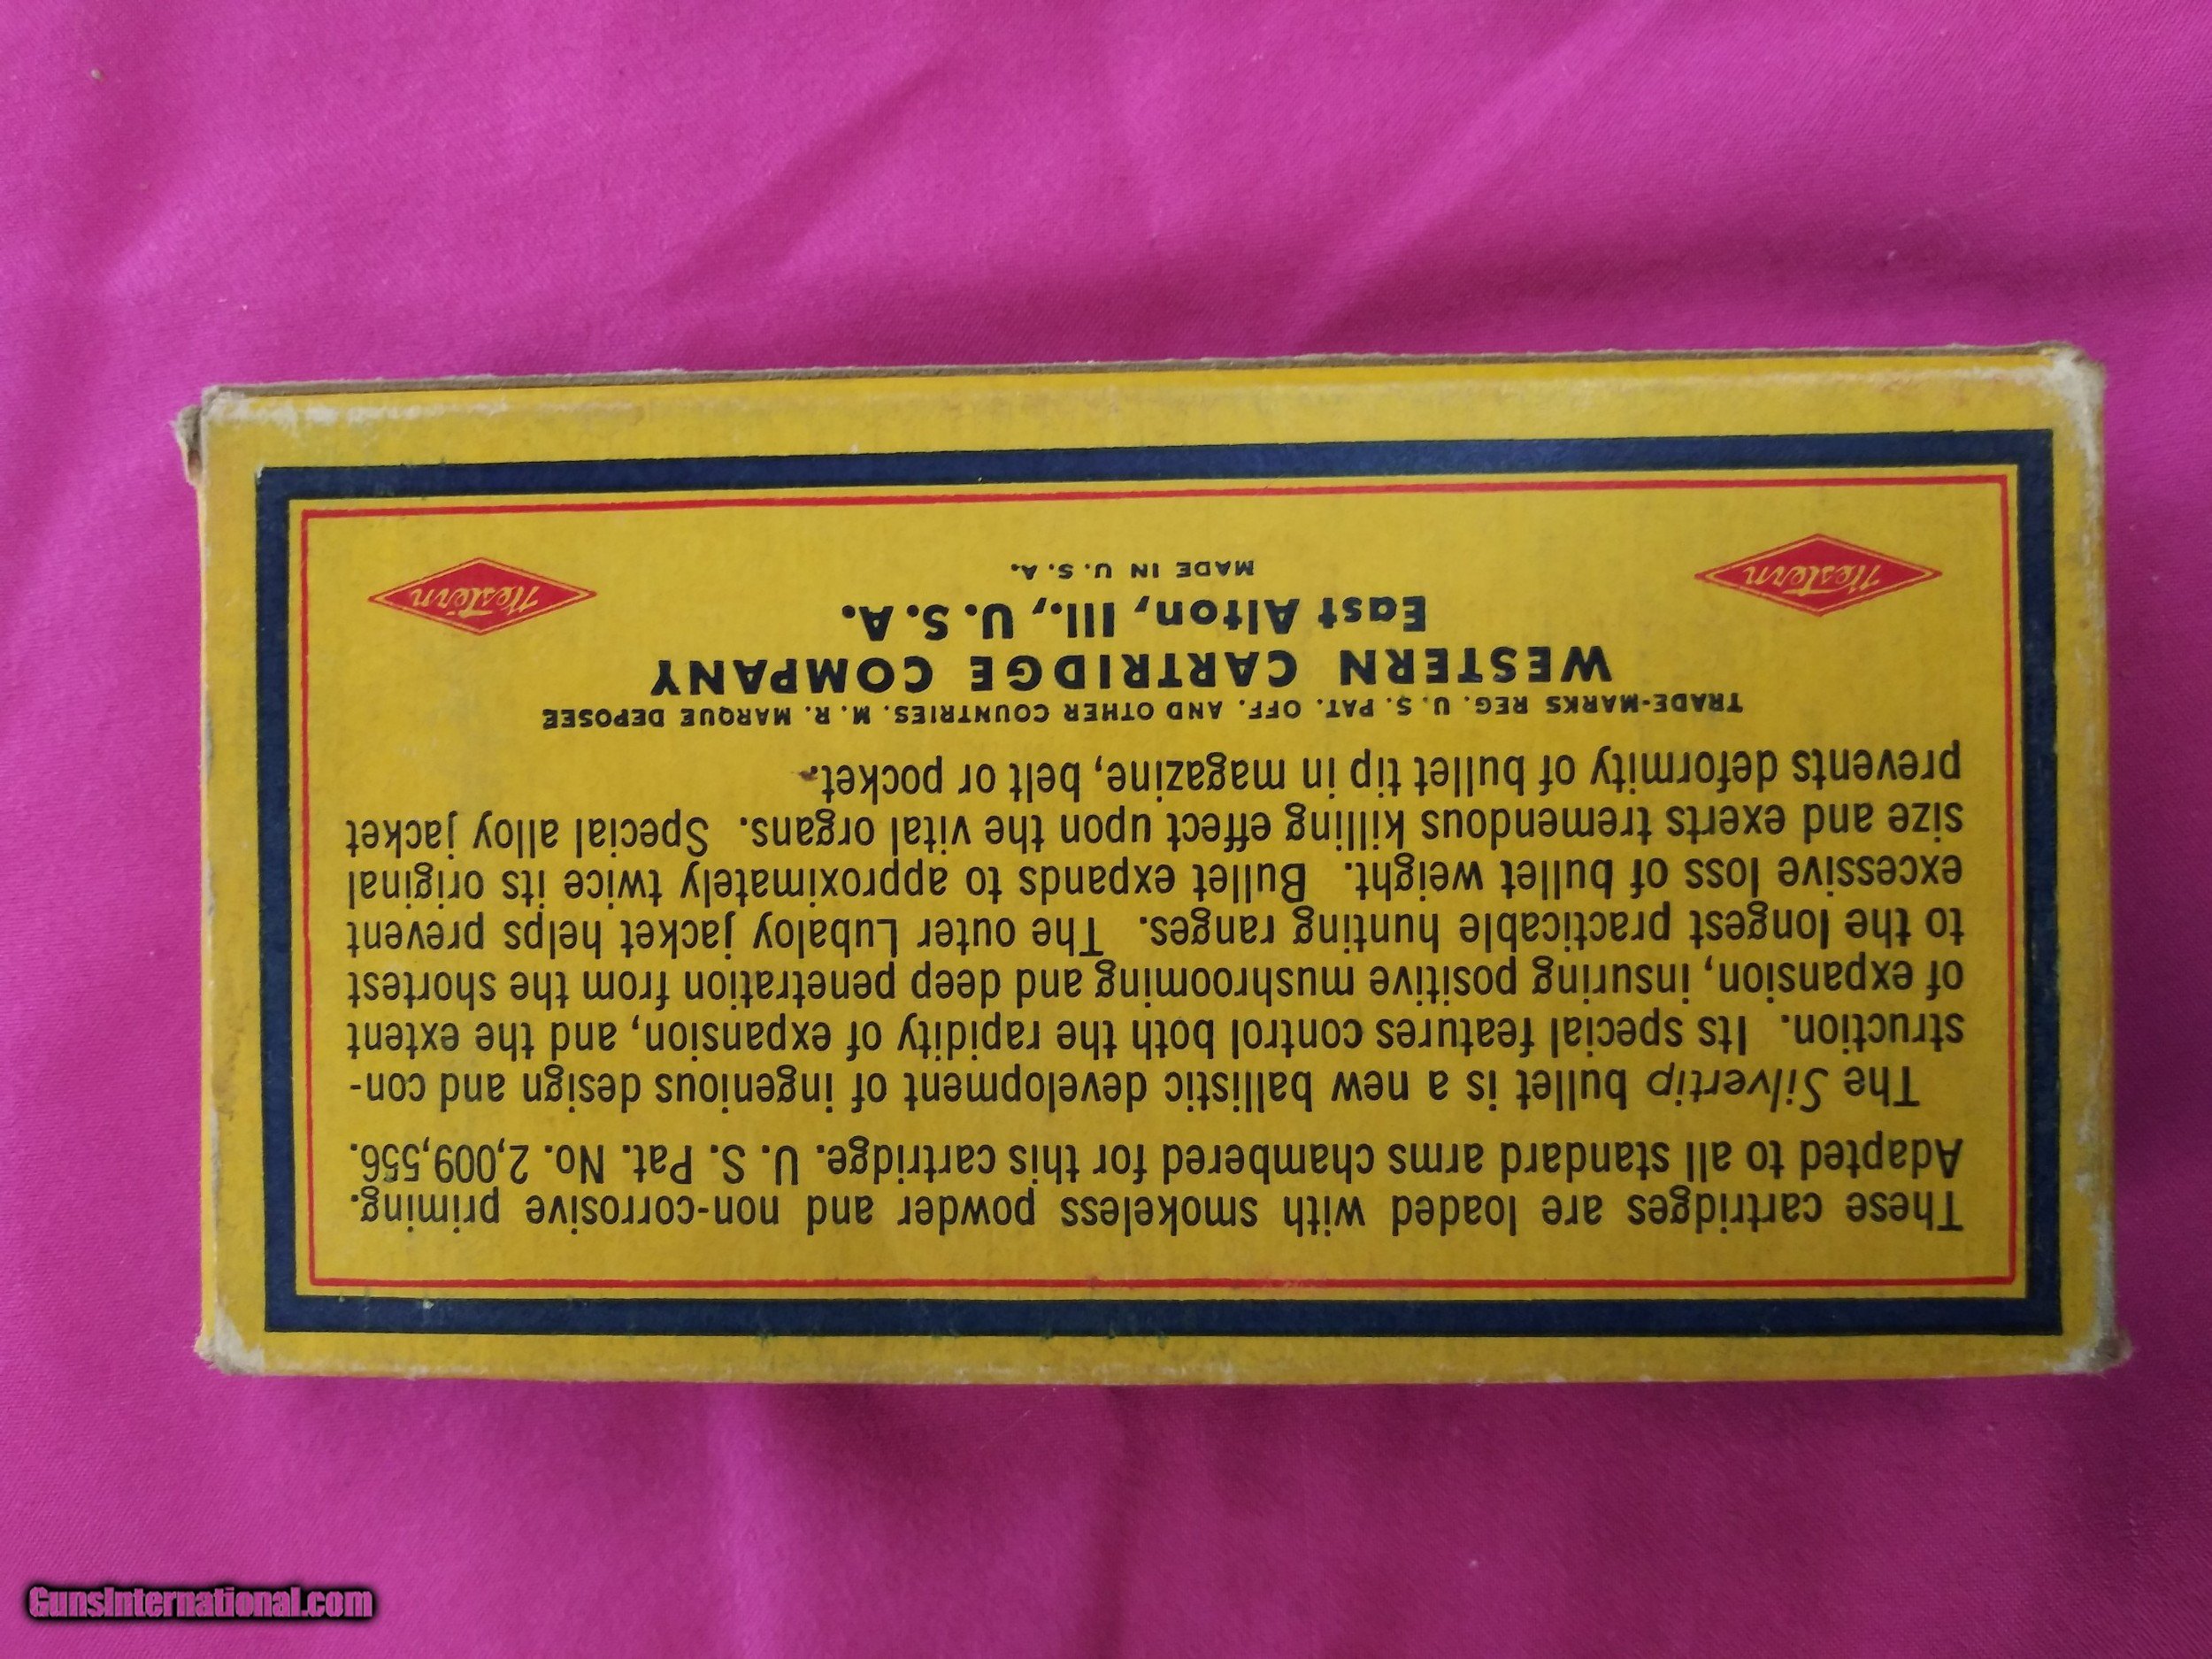 These cartridges are loaded with smokeless powder and non-corrosive priming.
Adapted to all standard arms chambered for this cartridge. U. S. Pat. No. 2,009,556.
The Silvertip bullet is a new ballistic development of ingenious design and con-
struction. Its special features control both the rapidity of expansion, and the extent
of expansion, insuring positive mushrooming and deep penetration from the shortest
to the longest practicable hunting ranges. The outer Lubaloy jacket helps prevent
excessive loss of bullet weight. Bullet expands to approximately twice its original
size and exerts tremendous killing effect upon the vital organs. Special alloy jacket
prevents deformity of bullet tip in magazine, belt or pocket.
TRADE-MARKS REG. U. S. PAT. OFF. AND OTHER COUNTRIES. M. R. MARQUE DEPOSEE
WESTERN CARTRIDGE COMPANY
East Alton, Ill., U. S. A.
MADE IN U. S. A.
Western
Western
GunsInternational.com